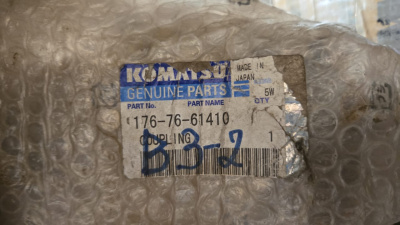 KOMATSU
MADE IN JAPAN
GENUINE PARTS
5W
PART No. PART NAME QTY
176-76-61410
COUPLING 1
B3-2